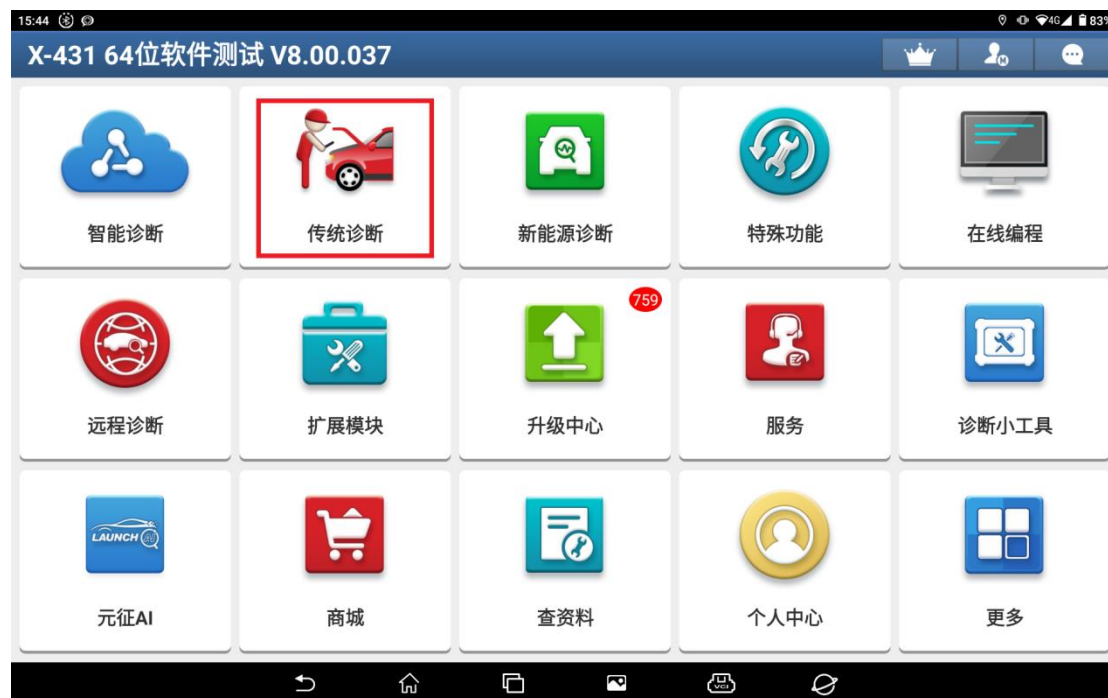 15:44
4G 83%
X-431 64位软件测试 V8.00.037
智能诊断
传统诊断
新能源诊断
特殊功能
在线编程
759
远程诊断
扩展模块
升级中心
服务
诊断小工具
LAUNCH
元征AI
商城
查资料
个人中心
更多
VCI